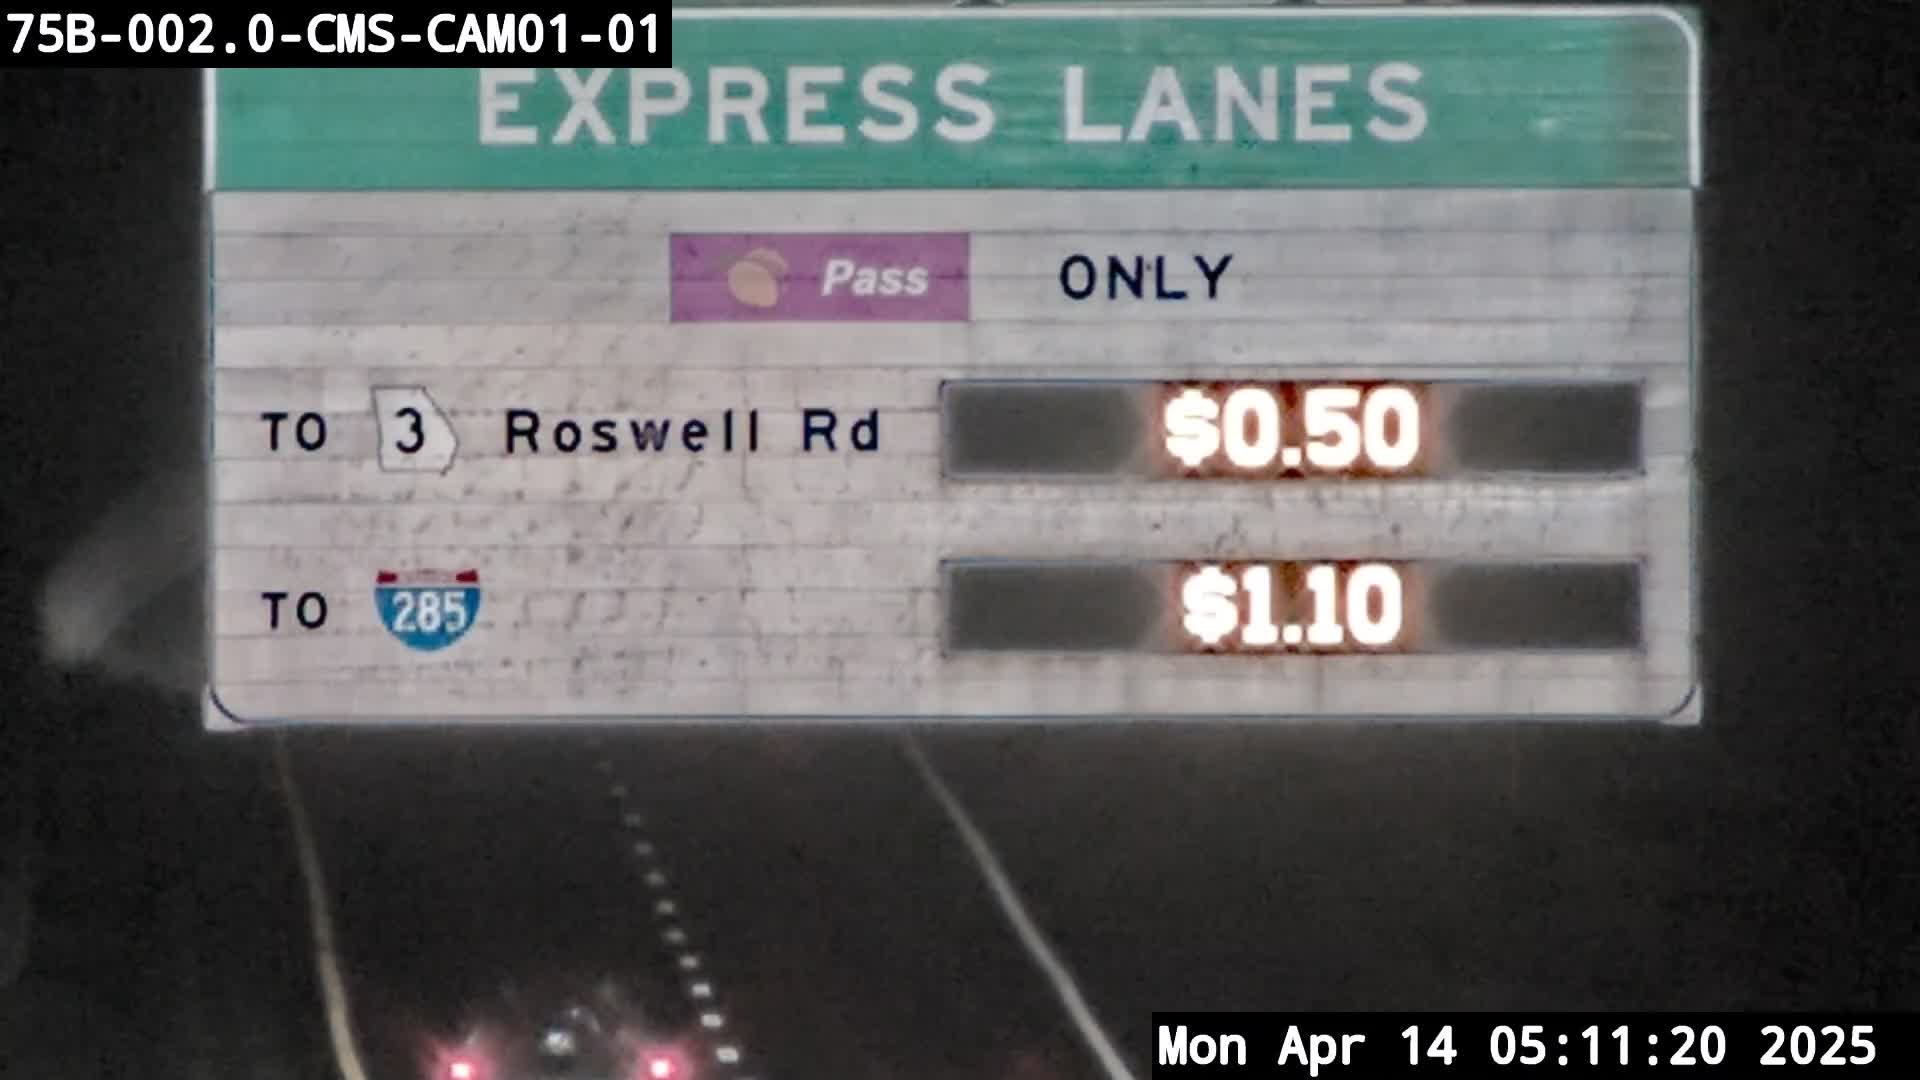 75B-002.0-CMS-CAM01-01
EXPRESS LANES
Pass ONLY
TO 3 Roswell Rd $0.50
TO 285 $1.10
Mon Apr 14 05:11:20 2025